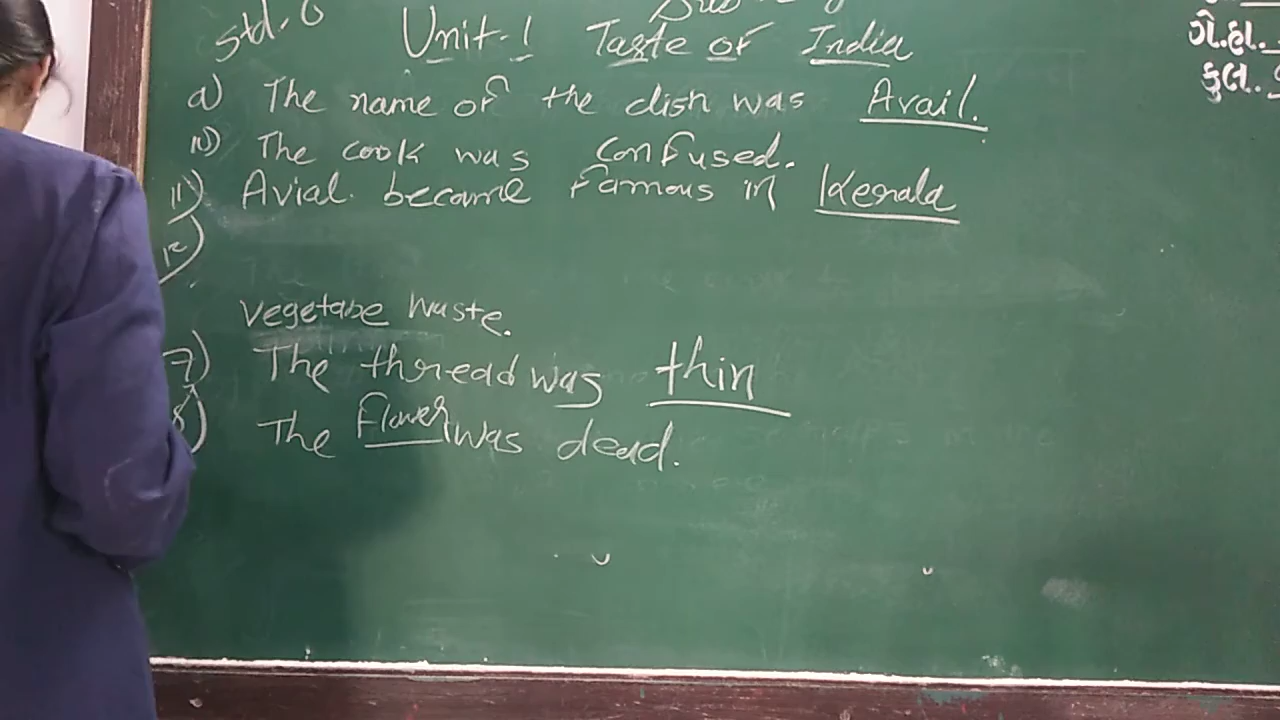 Std. 6
Unit-1 Taste of India
a) The name of the dish was Avail.
10) The cook was confused.
11) Avial. became famous in Kerala
12)
vegetabe waste.
7) The thread was thin
8) The flower was dead.
ગે.હા.
કુલ.